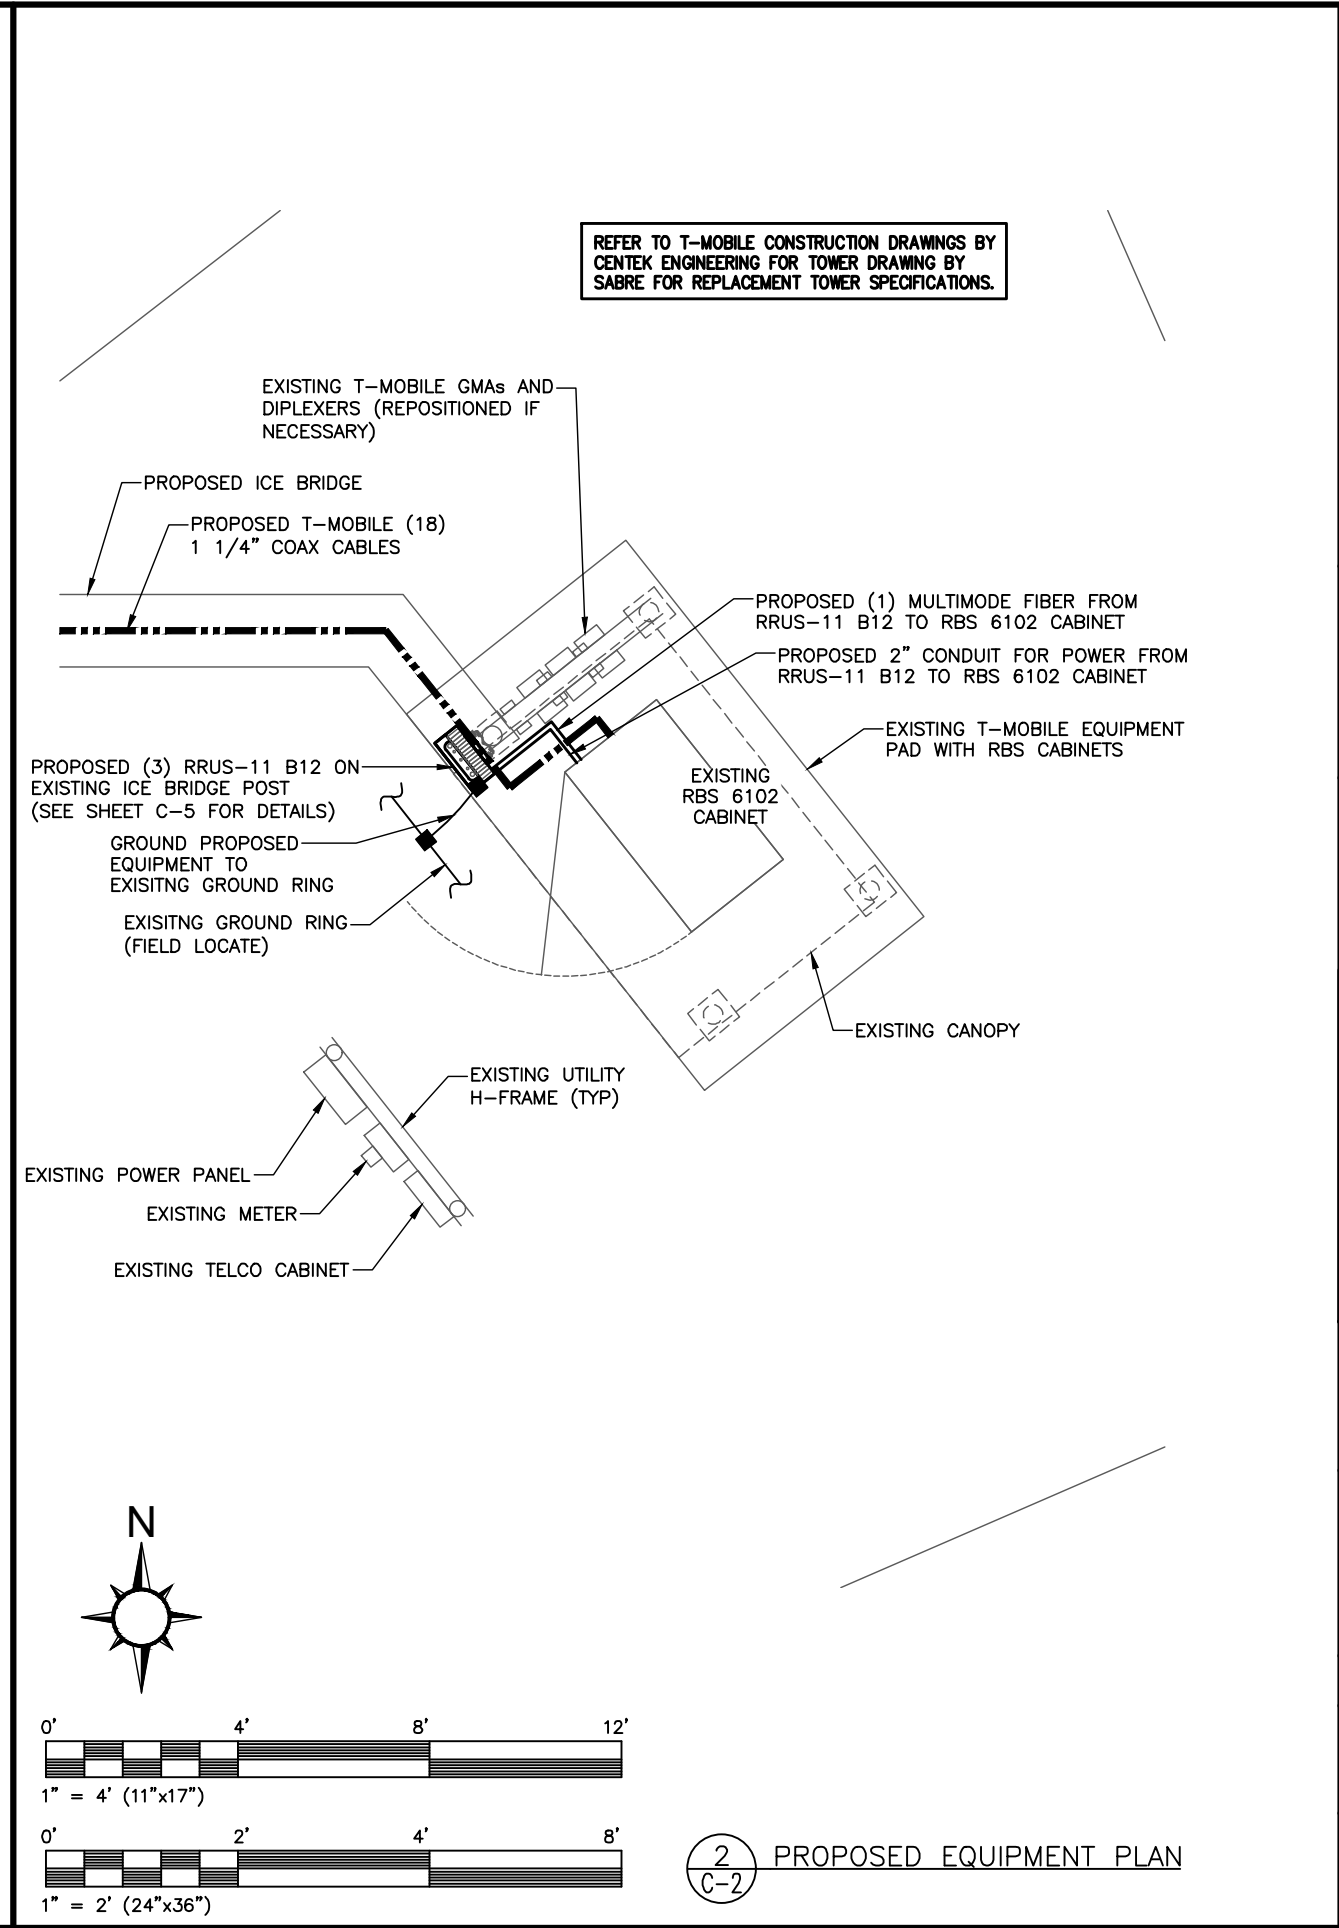 REFER TO T-MOBILE CONSTRUCTION DRAWINGS BY
CENTEK ENGINEERING FOR TOWER DRAWING BY
SABRE FOR REPLACEMENT TOWER SPECIFICATIONS.
EXISTING T-MOBILE GMAs AND
DIPLEXERS (REPOSITIONED IF
NECESSARY)
PROPOSED ICE BRIDGE
PROPOSED T-MOBILE (18)
1 1/4" COAX CABLES
PROPOSED (1) MULTIMODE FIBER FROM
RRUS-11 B12 TO RBS 6102 CABINET
PROPOSED 2" CONDUIT FOR POWER FROM
RRUS-11 B12 TO RBS 6102 CABINET
EXISTING T-MOBILE EQUIPMENT
PAD WITH RBS CABINETS
PROPOSED (3) RRUS-11 B12 ON
EXISTING ICE BRIDGE POST
(SEE SHEET C-5 FOR DETAILS)
EXISTING
RBS 6102
CABINET
GROUND PROPOSED
EQUIPMENT TO
EXISITNG GROUND RING
EXISITNG GROUND RING
(FIELD LOCATE)
EXISTING CANOPY
EXISTING UTILITY
H-FRAME (TYP)
EXISTING POWER PANEL
EXISTING METER
EXISTING TELCO CABINET
N
0' 4' 8' 12'
1" = 4' (11"x17")
0' 2' 4' 8'
1" = 2' (24"x36")
2
C-2
PROPOSED EQUIPMENT PLAN